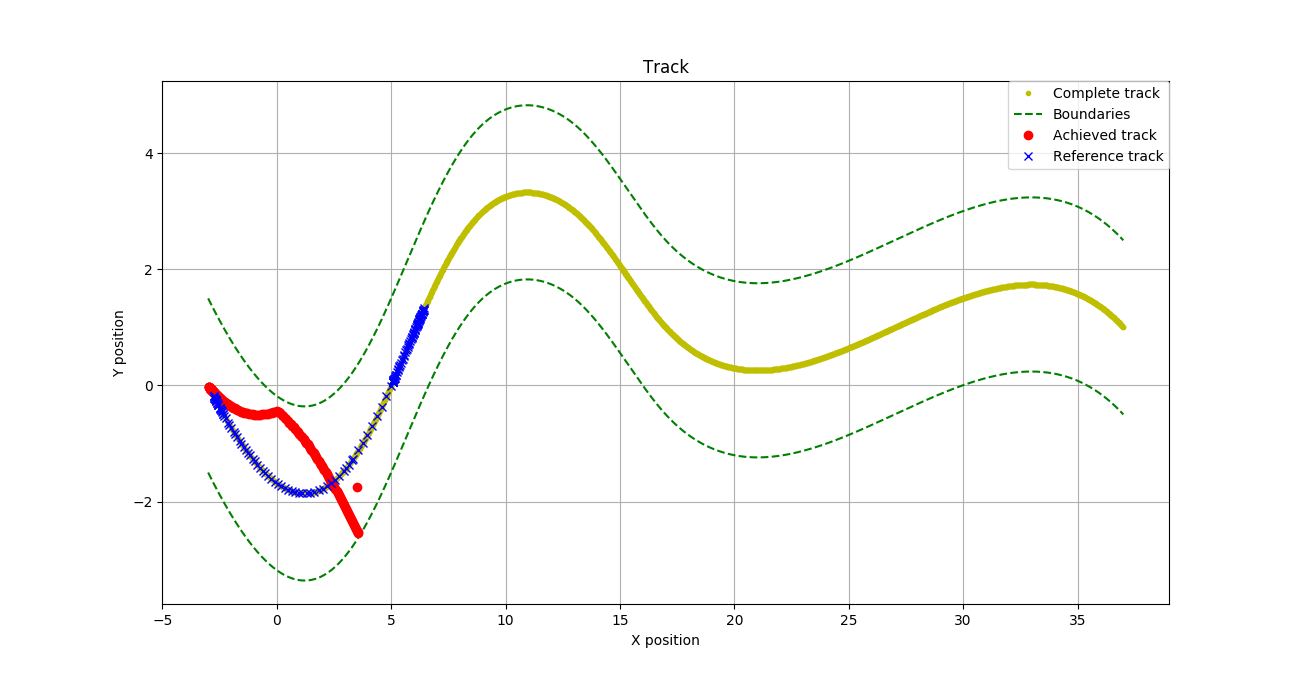 Track
Complete track
Boundaries
Achieved track
Reference track
Y position
4
2
0
−2
−5
0
5
10
15
20
25
30
35
X position